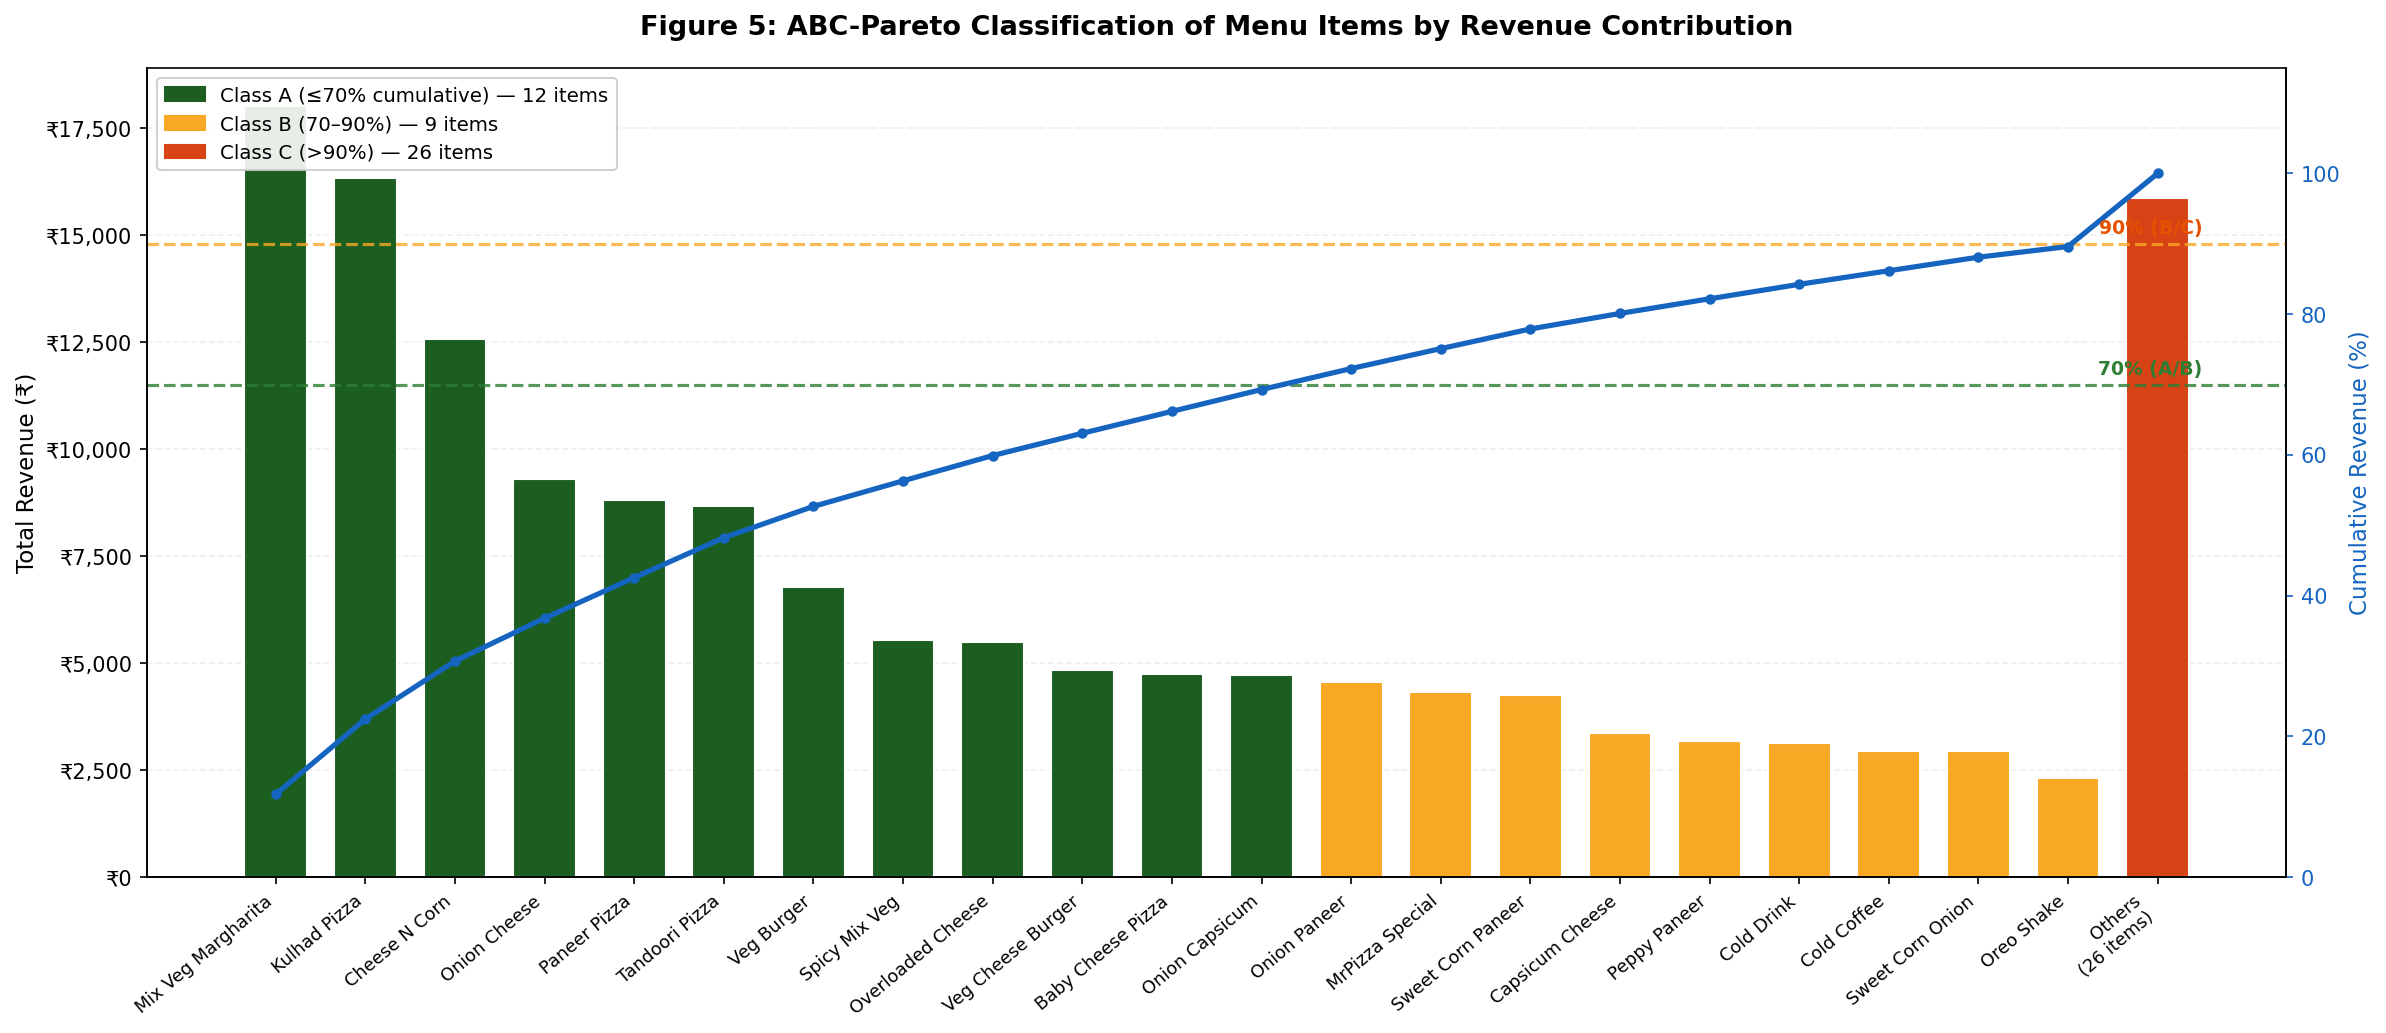 Figure 5: ABC-Pareto Classification of Menu Items by Revenue Contribution
Class A (≤70% cumulative) — 12 items
Class B (70–90%) — 9 items
Class C (>90%) — 26 items
Total Revenue (₹)
₹17,500
₹15,000
₹12,500
₹10,000
₹7,500
₹5,000
₹2,500
₹0
90% (B/C)
70% (A/B)
100
80
60
40
20
0
Cumulative Revenue (%)
Mix Veg Margharita
Kulhad Pizza
Cheese N Corn
Onion Cheese
Paneer Pizza
Tandoori Pizza
Veg Burger
Spicy Mix Veg
Overloaded Cheese
Veg Cheese Burger
Baby Cheese Pizza
Onion Capsicum
Onion Paneer
MrPizza Special
Sweet Corn Paneer
Capsicum Cheese
Peppy Paneer
Cold Drink
Cold Coffee
Sweet Corn Onion
Oreo Shake
Others
(26 items)